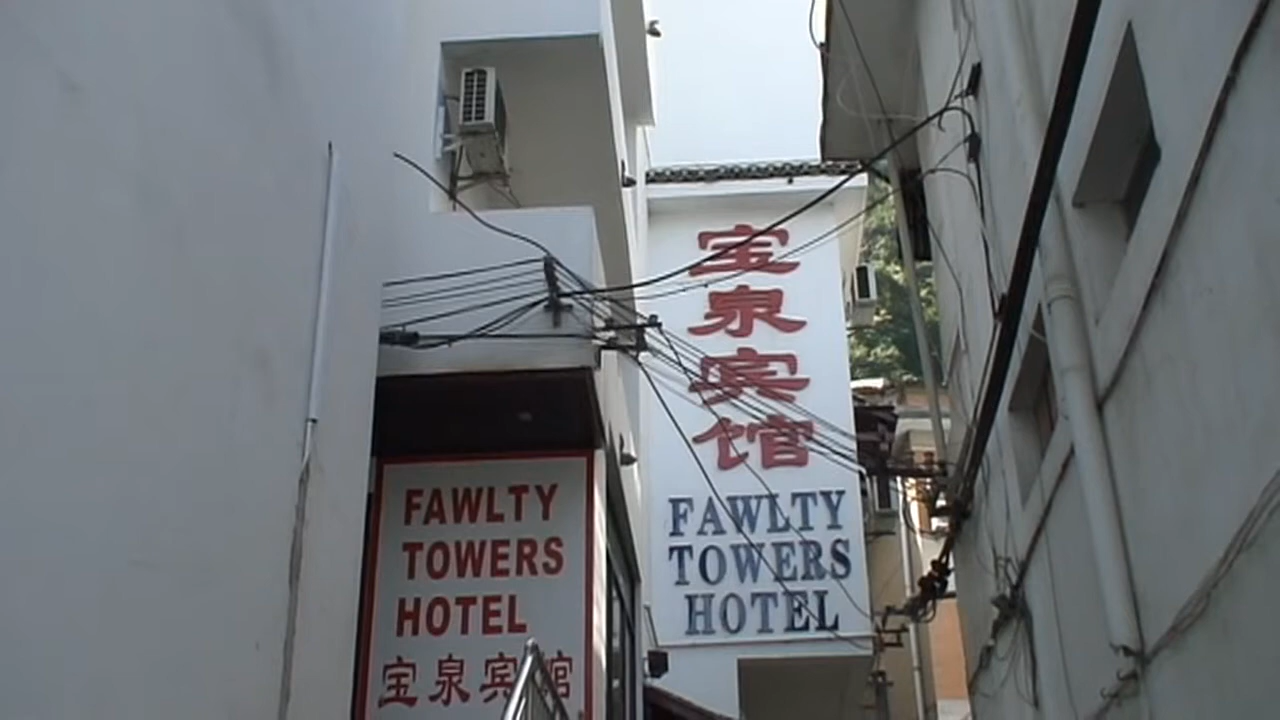 宝泉宾馆
FAWLTY
TOWERS
HOTEL
FAWLTY
TOWERS
HOTEL
宝泉宾馆